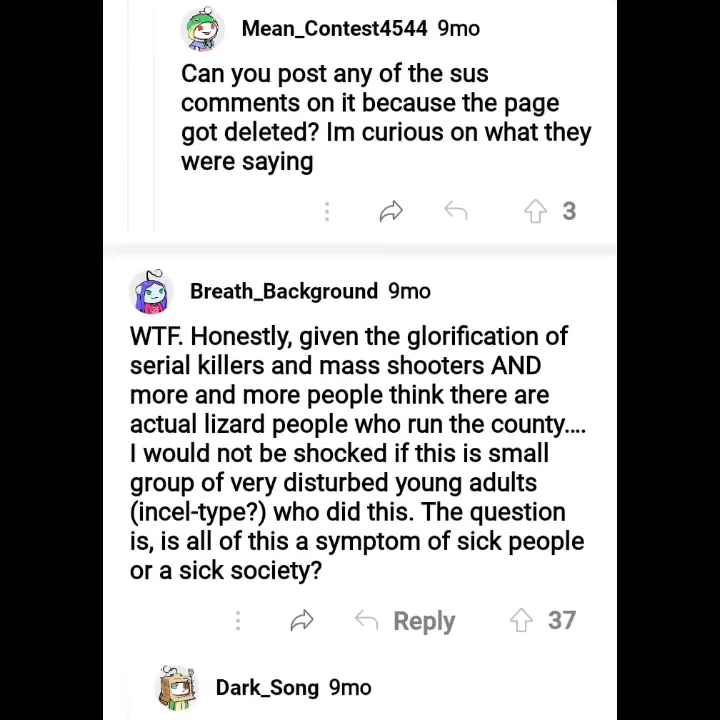 Mean_Contest4544 9mo
Can you post any of the sus
comments on it because the page
got deleted? Im curious on what they
were saying
3
Breath_Background 9mo
WTF. Honestly, given the glorification of
serial killers and mass shooters AND
more and more people think there are
actual lizard people who run the county....
I would not be shocked if this is small
group of very disturbed young adults
(incel-type?) who did this. The question
is, is all of this a symptom of sick people
or a sick society?
Reply 37
Dark_Song 9mo